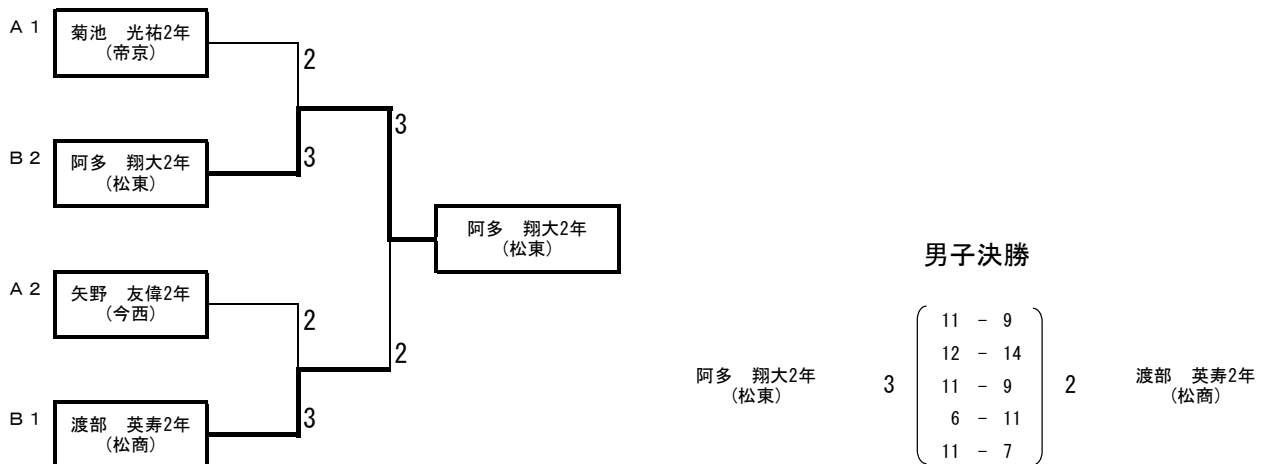 A1
菊池　光祐2年
(帝京)
2
3
B2
阿多　翔大2年
(松東)
3
阿多　翔大2年
(松東)
A2
矢野　友偉2年
(今西)
2
2
B1
渡部　英寿2年
(松商)
3
男子決勝
阿多　翔大2年
(松東)
3
11 － 9
12 － 14
11 － 9
6 － 11
11 － 7
2
渡部　英寿2年
(松商)